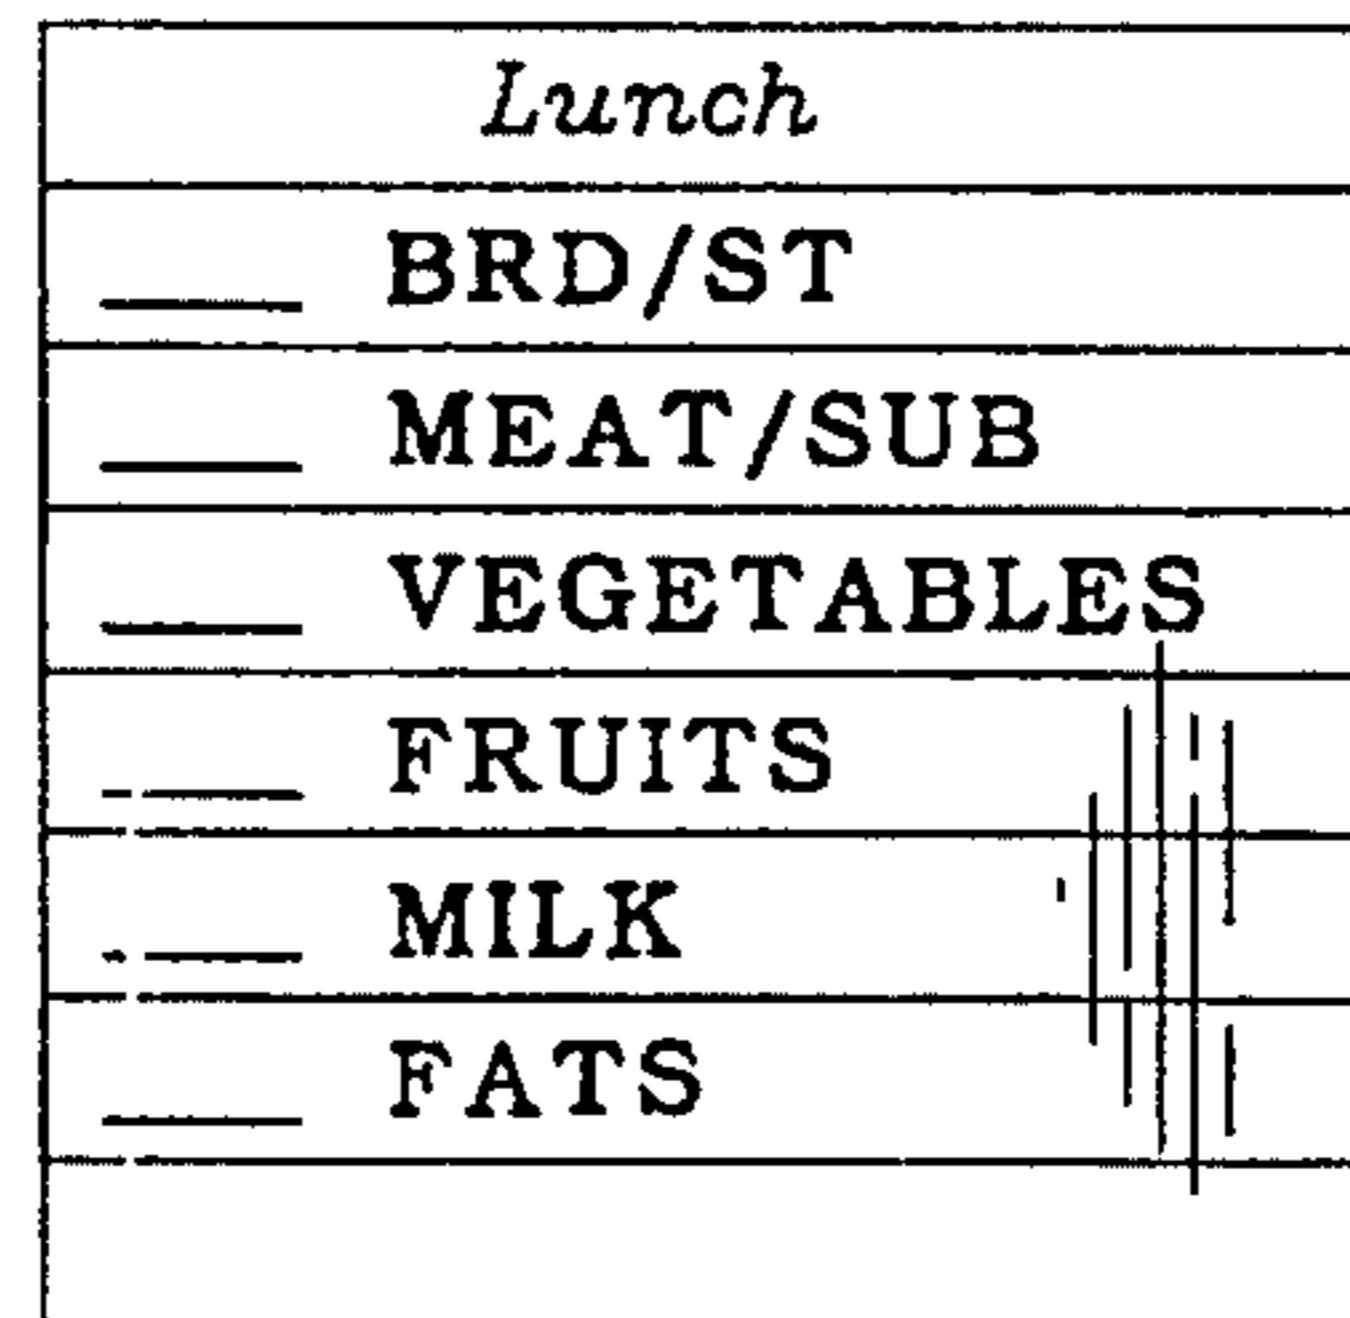 Lunch
___ BRD/ST
___ MEAT/SUB
___ VEGETABLES
___ FRUITS
___ MILK
___ FATS